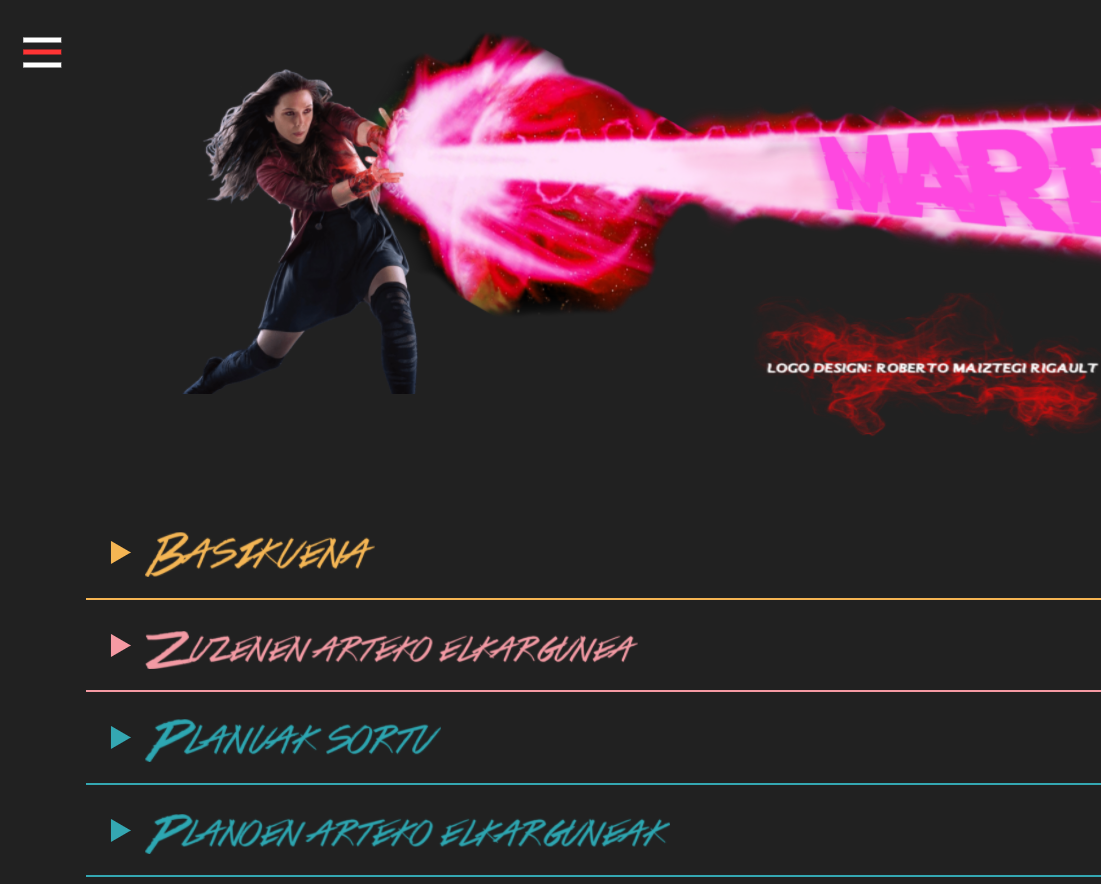 LOGO DESIGN: ROBERTO MAIZTEGI RIGAULT
BASIKUENA
ZUZENEN ARTEKO ELKARGUNEA
PLANUAK SORTU
PLANOEN ARTEKO ELKARGUNEAK